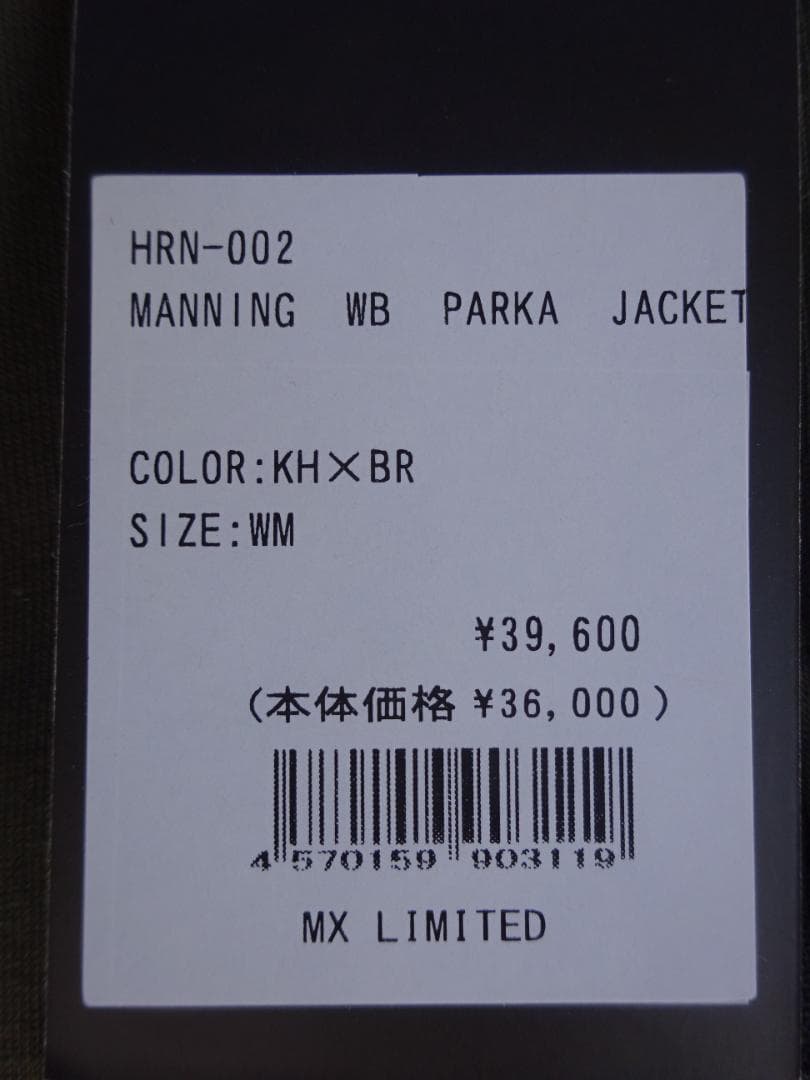 HRN-002
MANNING WB PARKA JACKET
COLOR:KH×BR
SIZE:WM
¥39,600
(本体価格 ¥36,000)
4 570159 903119
MX LIMITED